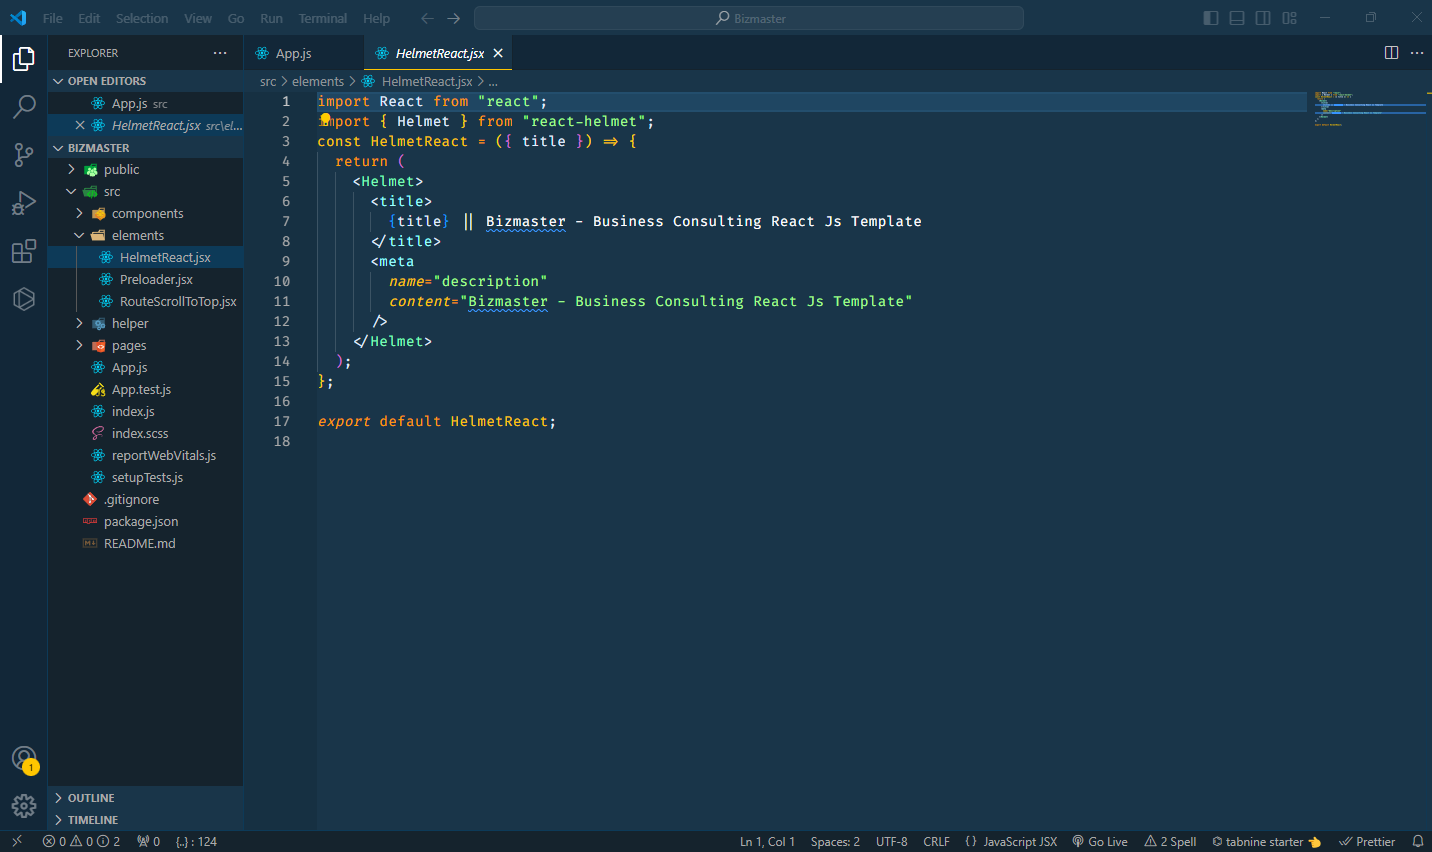 File Edit Selection View Go Run Terminal Help
Bizmaster
EXPLORER
OPEN EDITORS
App.js src
HelmetReact.jsx src\el...
BIZMASTER
public
src
components
elements
HelmetReact.jsx
Preloader.jsx
RouteScrollToTop.jsx
helper
pages
App.js
App.test.js
index.js
index.scss
reportWebVitals.js
setupTests.js
.gitignore
package.json
README.md
OUTLINE
TIMELINE
1
App.js
HelmetReact.jsx
src > elements > HelmetReact.jsx > ...
1 import React from "react";
2 import { Helmet } from "react-helmet";
3 const HelmetReact = ({ title }) => {
4 return (
5 <Helmet>
6 <title>
7 {title} || Bizmaster - Business Consulting React Js Template
8 </title>
9 <meta
10 name="description"
11 content="Bizmaster - Business Consulting React Js Template"
12 />
13 </Helmet>
14 );
15 };
16
17 export default HelmetReact;
18
0 0 2 0 {..} : 124
Ln 1, Col 1 Spaces: 2 UTF-8 CRLF {} JavaScript JSX Go Live 2 Spell tabnine starter Prettier